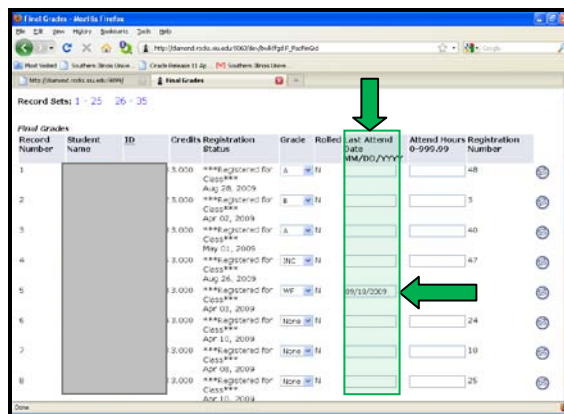 Final Grades - Mozilla Firefox
File Edit View History Bookmarks Tools Help
Most Visited Southern Illinois Unive... Oracle Release 11 Ap... Southern Illinois Unive...
Final Grades
Record Sets: 1 - 25 26 - 35
Final Grades
Record Number Student Name ID Credits Registration Status Grade Rolled Last Attend Date MM/DD/YYYY Attend Hours 0-999.99 Registration Number
1 3.000 ***Registered for Class*** Aug 28, 2009 A N 48
2 3.000 ***Registered for Class*** Apr 02, 2009 B N 3
3 3.000 ***Registered for Class*** May 01, 2009 A N 40
4 3.000 ***Registered for Class*** Aug 26, 2009 INC N 47
5 3.000 ***Registered for Class*** Apr 03, 2009 WF N 09/10/2009
6 3.000 ***Registered for Class*** Apr 10, 2009 None N 24
7 3.000 ***Registered for Class*** Apr 08, 2009 None N 10
8 3.000 ***Registered for Class*** Apr 10, 2009 None N 25
Done